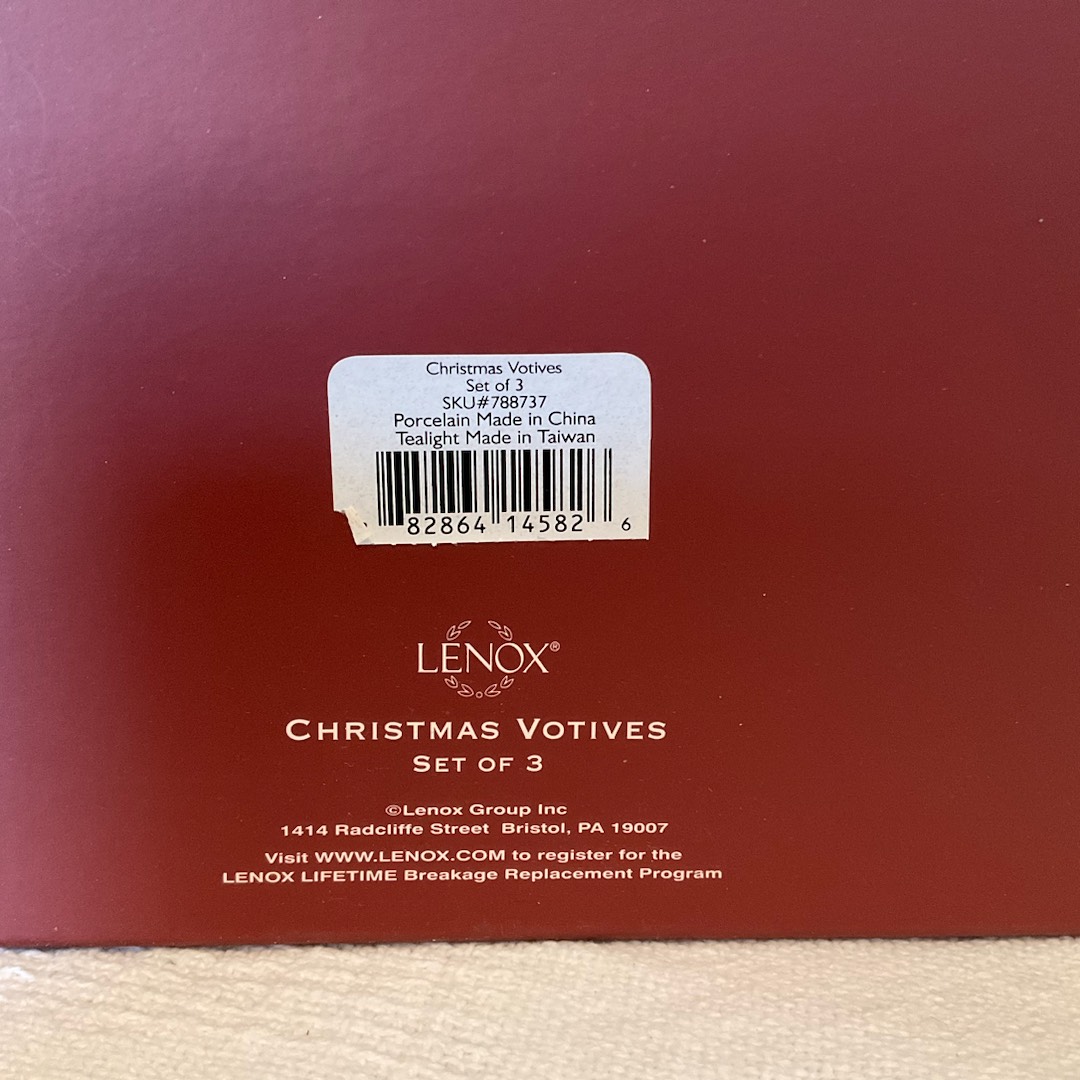 Christmas Votives
Set of 3
SKU#788737
Porcelain Made in China
Tealight Made in Taiwan
82864 14582 6
LENOX®
CHRISTMAS VOTIVES
SET OF 3
©Lenox Group Inc
1414 Radcliffe Street Bristol, PA 19007
Visit WWW.LENOX.COM to register for the
LENOX LIFETIME Breakage Replacement Program